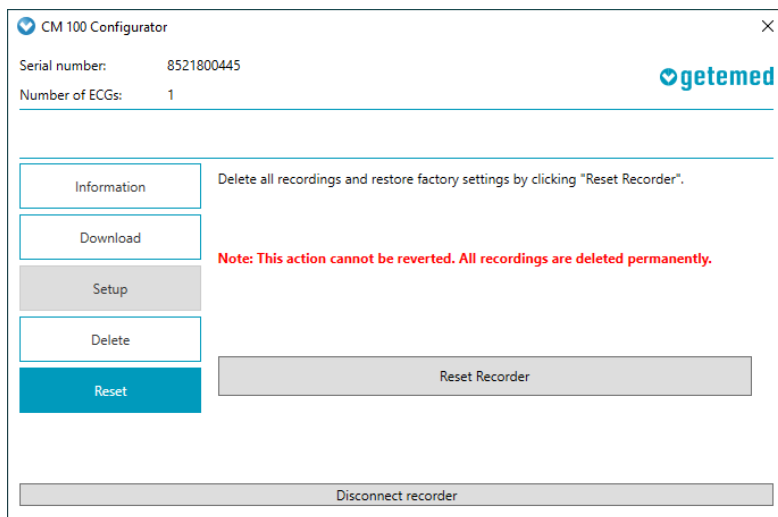 CM 100 Configurator
Serial number: 8521800445
getemed
Number of ECGs: 1
Information
Delete all recordings and restore factory settings by clicking "Reset Recorder".
Download
Note: This action cannot be reverted. All recordings are deleted permanently.
Setup
Delete
Reset Recorder
Reset
Disconnect recorder